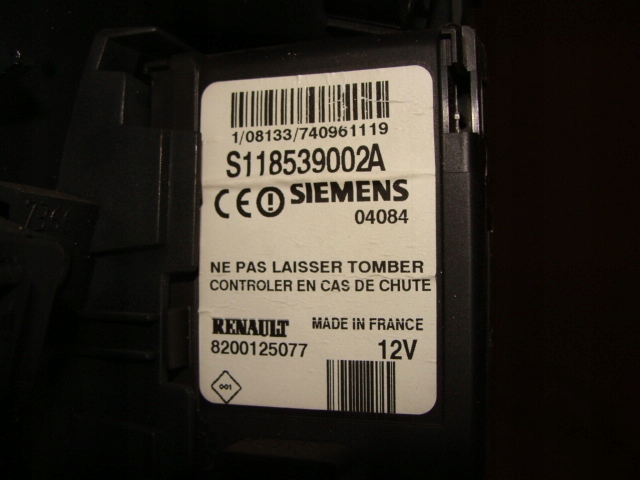 1/08133/740961119
S118539002A
CE SIEMENS
04084
NE PAS LAISSER TOMBER
CONTROLER EN CAS DE CHUTE
RENAULT MADE IN FRANCE
8200125077 12V
001